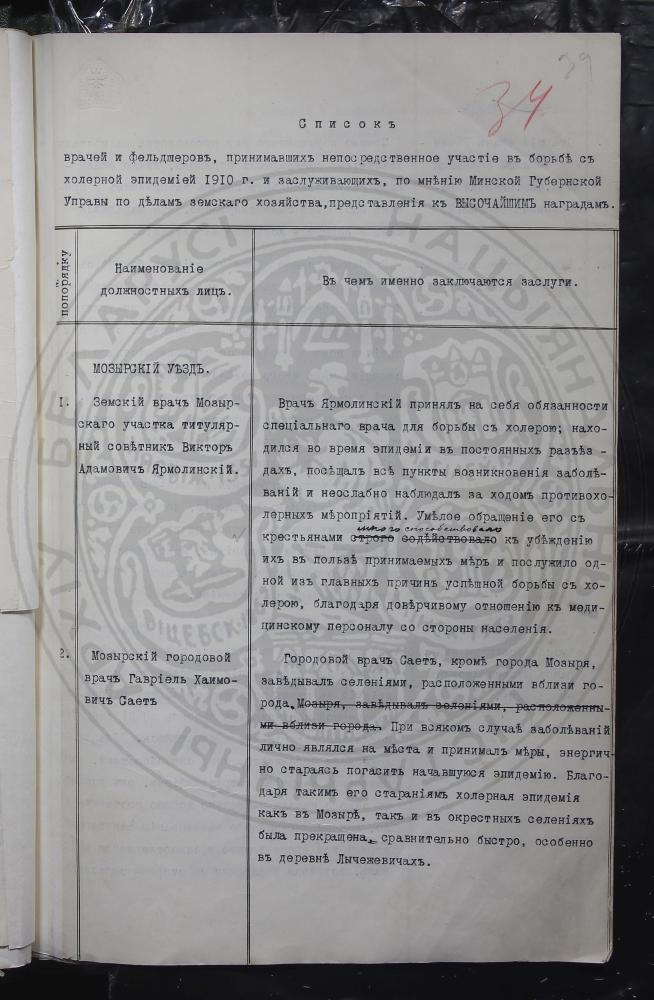 39
34
Списокъ
врачей и фельдшеровъ, принимавшихъ непосредственное участіе въ борьбѣ съ
холерной эпидеміей 1910 г. и заслуживающихъ, по мнѣнію Минской Губернской
Управы по дѣламъ земскаго хозяйства,представленія къ ВЫСОЧАЙШИМЪ наградамъ.
попорядку
Наименованіе
должностныхъ лицъ.
Въ чемъ именно заключаются заслуги.
МОЗЫРСКІЙ УѢЗДЪ.
I.
Земскій врачъ Мозыр-
скаго участка титуляр-
ный совѣтникъ Викторъ
Адамовичъ Ярмолинскій.
Врачъ Ярмолинскій принялъ на себя обязанности
спеціальнаго врача для борьбы съ холерою; нахо-
дился во время эпидеміи въ постоянныхъ разъѣз -
дахъ, посѣщалъ всѣ пункты возникновенія заболѣ-
ваній и неослабно наблюдалъ за ходомъ противохо-
лерныхъ мѣропріятій. Умѣлое обращеніе его съ
много способствовало
крестьянами строго содѣйствовало къ убѣжденію
ихъ въ пользѣ принимаемыхъ мѣръ и послужило од-
ной изъ главныхъ причинъ успѣшной борьбы съ хо-
лерою, благодаря довѣрчивому отношенію къ меди-
цинскому персоналу со стороны населенія.
2.
Мозырскій городовой
врачъ Гавріель Хаимо-
вичъ Саетъ
Городовой врачъ Саетъ, кромѣ города Мозыря,
завѣдывалъ селеніями, расположенными вблизи го-
рода. Мозыря, завѣдывалъ селеніями, расположенны-
ми вблизи города. При всякомъ случаѣ заболѣваній
лично являлся на мѣста и принималъ мѣры, энергич-
но стараясь погасить начавшуюся эпидемію. Благо-
даря такимъ его стараніямъ холерная эпидемія
какъ въ Мозырѣ, такъ и въ окрестныхъ селеніяхъ
была прекращена, сравнительно быстро, особенно
въ деревнѣ Лычежевичахъ.